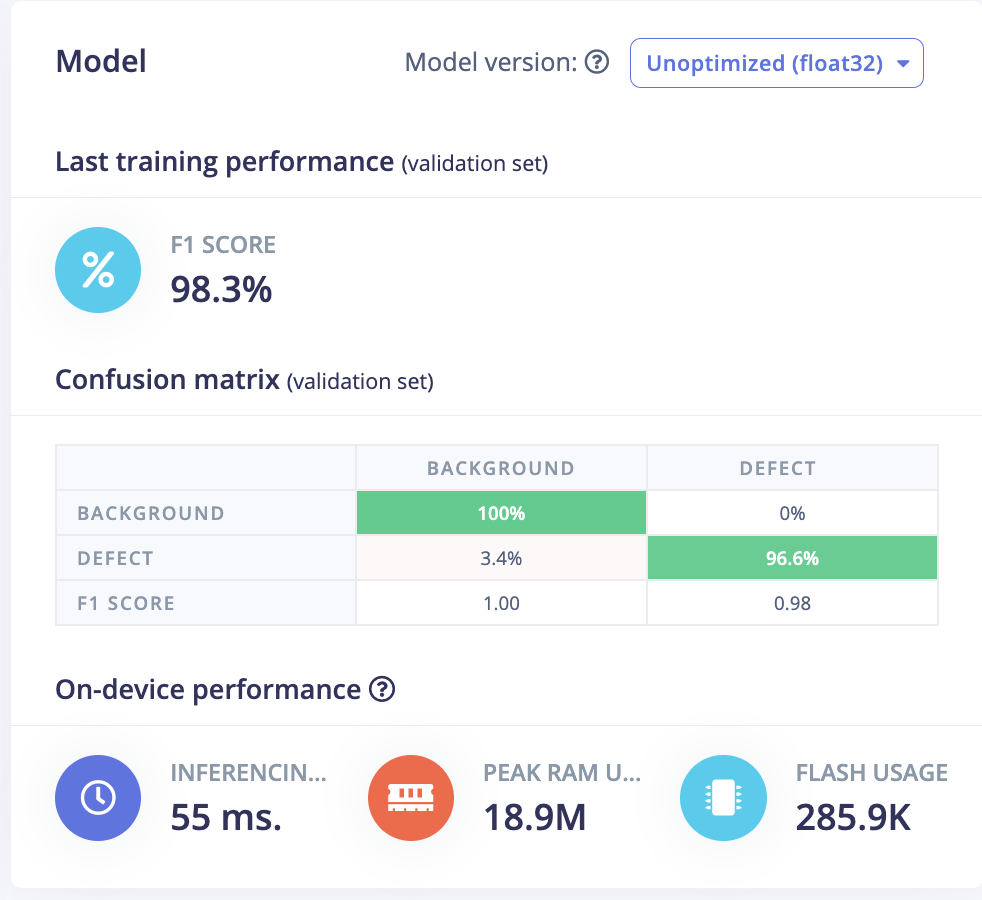 Model
Model version: ?
Unoptimized (float32)
Last training performance (validation set)
%
F1 SCORE
98.3%
Confusion matrix (validation set)
BACKGROUND DEFECT
BACKGROUND 100% 0%
DEFECT 3.4% 96.6%
F1 SCORE 1.00 0.98
On-device performance ?
INFERENCIN... PEAK RAM U... FLASH USAGE
55 ms. 18.9M 285.9K